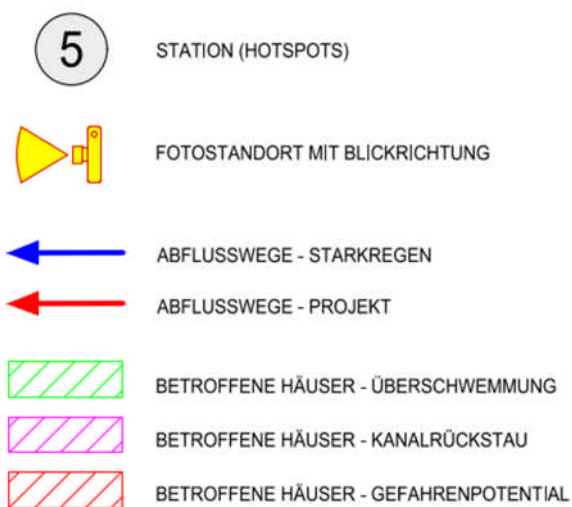 5 STATION (HOTSPOTS)
FOTOSTANDORT MIT BLICKRICHTUNG
ABFLUSSWEGE - STARKREGEN
ABFLUSSWEGE - PROJEKT
BETROFFENE HÄUSER - ÜBERSCHWEMMUNG
BETROFFENE HÄUSER - KANALRÜCKSTAU
BETROFFENE HÄUSER - GEFAHRENPOTENTIAL